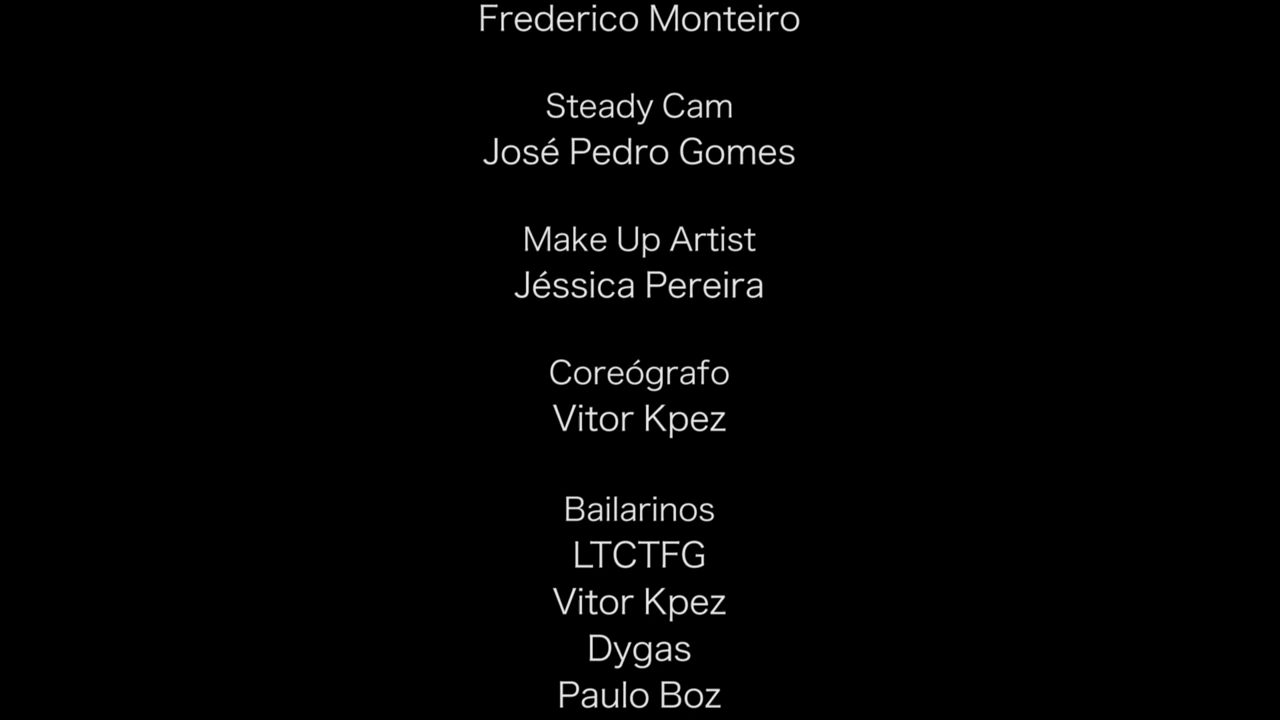 Frederico Monteiro
Steady Cam
José Pedro Gomes
Make Up Artist
Jéssica Pereira
Coreógrafo
Vitor Kpez
Bailarinos
LTCTFG
Vitor Kpez
Dygas
Paulo Boz